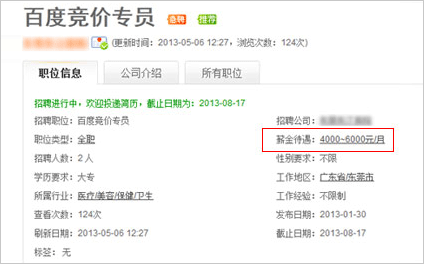 百度竞价专员 急聘 推荐
(更新时间：2013-05-06 12:27，浏览次数：124次)
职位信息 公司介绍 所有职位
招聘进行中，欢迎投递简历，截止日期为：2013-08-17
招聘职位：百度竞价专员 招聘公司：
职位类型：全职 薪金待遇：4000~6000元/月
招聘人数：2 人 性别要求：不限
学历要求：大专 工作地区：广东省/东莞市
所属行业：医疗/美容/保健/卫生 工作经验：不限制
查看次数：124次 发布日期：2013-01-30
刷新日期：2013-05-06 12:27 截止日期：2013-08-17
标签：无